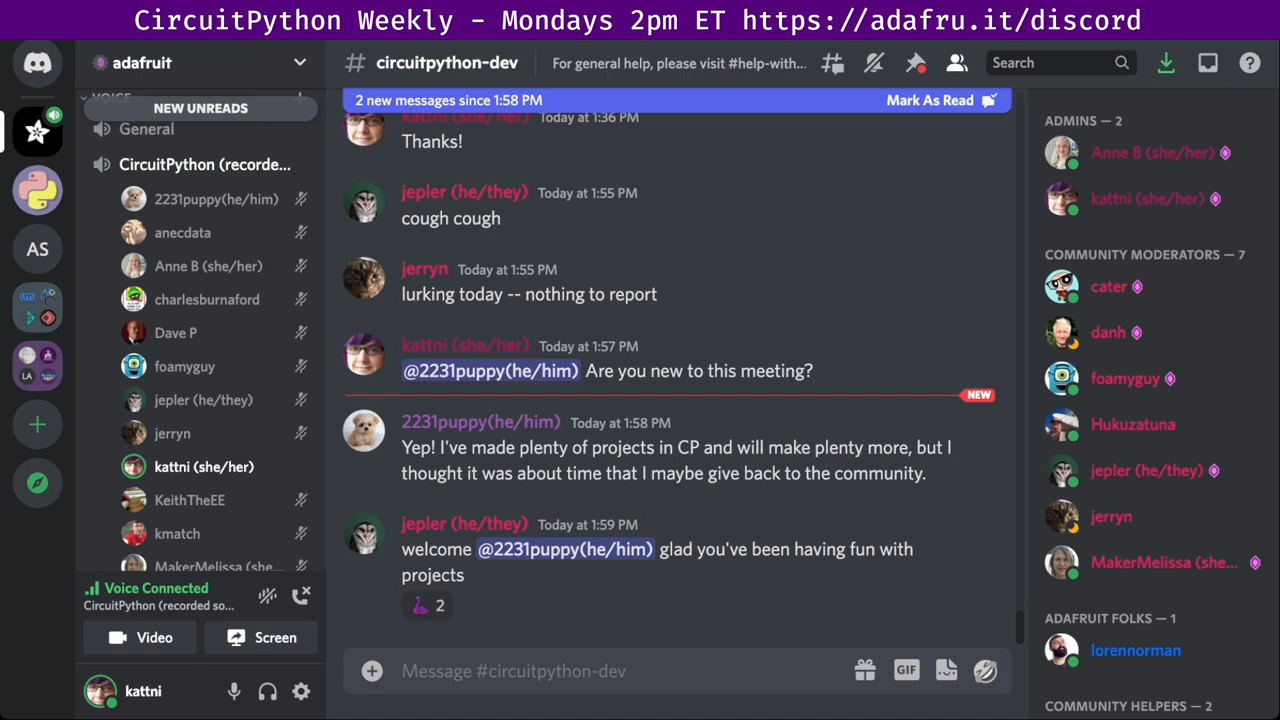 CircuitPython Weekly - Mondays 2pm ET https://adafru.it/discord
adafruit
VOICE
NEW UNREADS
General
CircuitPython (recorde...
2231puppy(he/him)
anecdata
Anne B (she/her)
charlesburnaford
Dave P
foamyguy
jepler (he/they)
jerryn
kattni (she/her)
KeithTheEE
kmatch
MakerMelissa (she...
Voice Connected
CircuitPython (recorded so...
Video
Screen
kattni
AS
LA
# circuitpython-dev
For general help, please visit #help-with...
Search
2 new messages since 1:58 PM
Mark As Read
kattni (she/her) Today at 1:36 PM
Thanks!
jepler (he/they) Today at 1:55 PM
cough cough
jerryn Today at 1:55 PM
lurking today -- nothing to report
kattni (she/her) Today at 1:57 PM
@2231puppy(he/him) Are you new to this meeting?
NEW
2231puppy(he/him) Today at 1:58 PM
Yep! I've made plenty of projects in CP and will make plenty more, but I
thought it was about time that I maybe give back to the community.
jepler (he/they) Today at 1:59 PM
welcome @2231puppy(he/him) glad you've been having fun with
projects
2
Message #circuitpython-dev
GIF
ADMINS — 2
Anne B (she/her)
kattni (she/her)
COMMUNITY MODERATORS — 7
cater
danh
foamyguy
Hukuzatuna
jepler (he/they)
jerryn
MakerMelissa (she...
ADAFRUIT FOLKS — 1
lorennorman
COMMUNITY HELPERS — 2